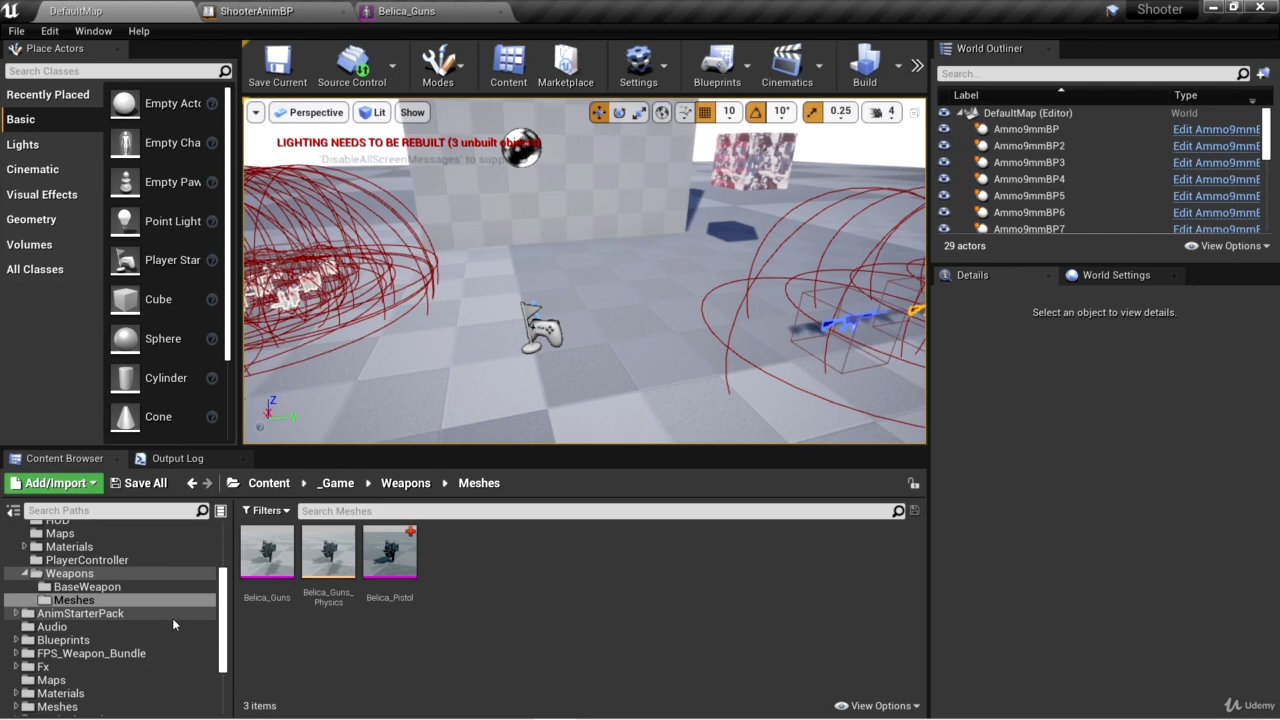 DefaultMap
ShooterAnimBP
Belica_Guns
Shooter
File Edit Window Help
Place Actors
Search Classes
Recently Placed
Basic
Lights
Cinematic
Visual Effects
Geometry
Volumes
All Classes
Empty Acto
Empty Cha
Empty Paw
Point Light
Player Star
Cube
Sphere
Cylinder
Cone
Save Current
Source Control
Modes
Content
Marketplace
Settings
Blueprints
Cinematics
Build
Perspective
Lit
Show
10
10°
0.25
4
LIGHTING NEEDS TO BE REBUILT (3 unbuilt
'DisableAllScreenMessages' to
Z
World Outliner
Search...
Label
Type
DefaultMap (Editor) World
Ammo9mmBP Edit Ammo9mmE
Ammo9mmBP2 Edit Ammo9mmE
Ammo9mmBP3 Edit Ammo9mmE
Ammo9mmBP4 Edit Ammo9mmE
Ammo9mmBP5 Edit Ammo9mmE
Ammo9mmBP6 Edit Ammo9mmE
Ammo9mmBP7 Edit Ammo9mmE
29 actors
View Options
Details
World Settings
Select an object to view details.
Content Browser
Output Log
Add/Import
Save All
Content
_Game
Weapons
Meshes
Search Paths
HUD
Maps
Materials
PlayerController
Weapons
BaseWeapon
Meshes
AnimStarterPack
Audio
Blueprints
FPS_Weapon_Bundle
Fx
Maps
Materials
Meshes
Filters
Search Meshes
Belica_Guns
Belica_Guns_
Physics
Belica_Pistol
3 items
View Options
Udemy